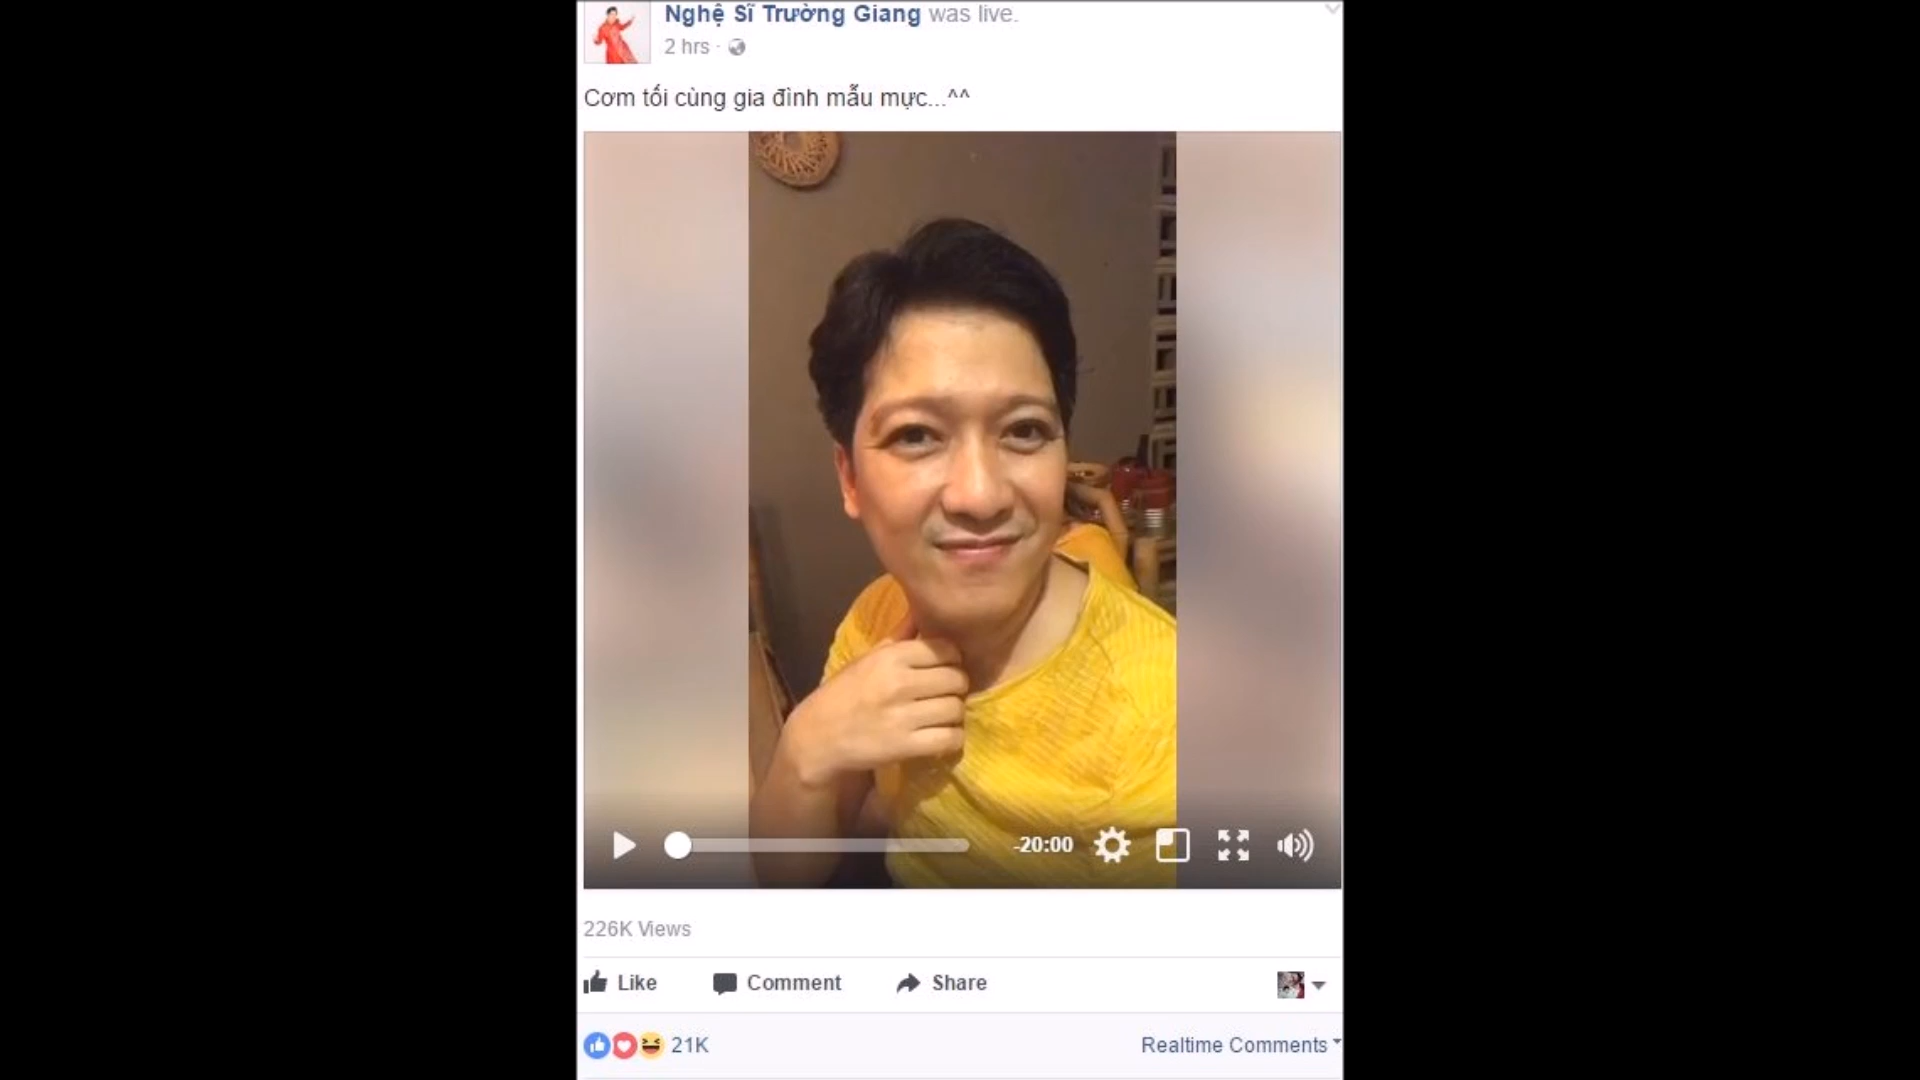 Nghệ Sĩ Trường Giang was live.
2 hrs ·
Cơm tối cùng gia đình mẫu mực...^^
-20:00
226K Views
Like Comment Share
21K Realtime Comments